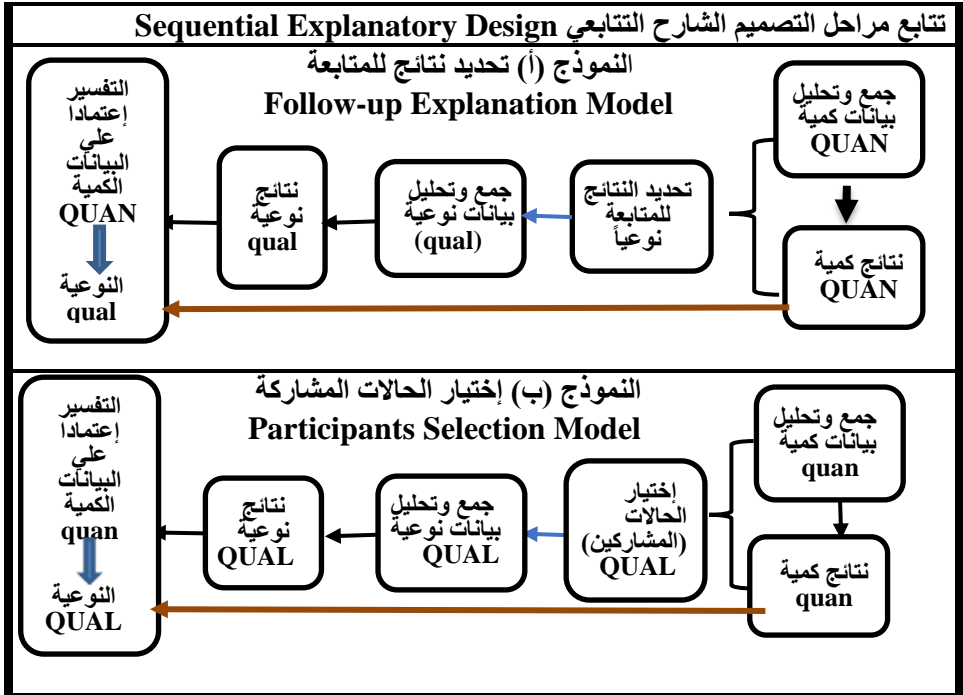 تتابع مراحل التصميم الشارح التتابعي Sequential Explanatory Design
النموذج (أ) تحديد نتائج للمتابعة
Follow-up Explanation Model
جمع وتحليل
بيانات كمية
QUAN
نتائج كمية
QUAN
تحديد النتائج
للمتابعة
نوعياً
جمع وتحليل
بيانات نوعية
(qual)
نتائج
نوعية
qual
التفسير
إعتمادا
علي
البيانات
الكمية
QUAN
النوعية
qual
النموذج (ب) إختيار الحالات المشاركة
Participants Selection Model
جمع وتحليل
بيانات كمية
quan
نتائج كمية
quan
إختيار
الحالات
(المشاركين)
QUAL
جمع وتحليل
بيانات نوعية
QUAL
نتائج
نوعية
QUAL
التفسير
إعتمادا
علي
البيانات
الكمية
quan
النوعية
QUAL